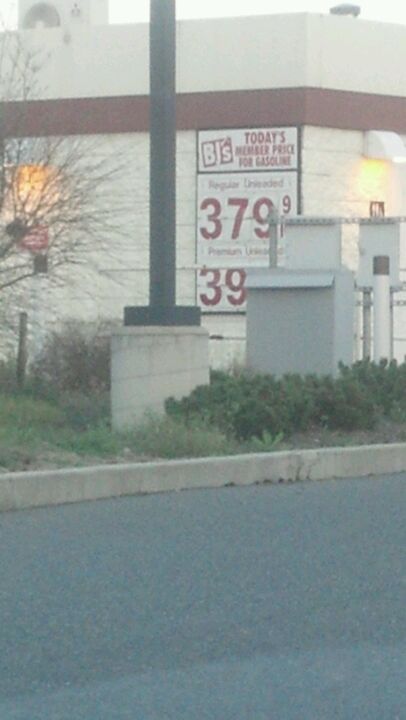 BJ's
TODAY'S
MEMBER PRICE
FOR GASOLINE
Regular Unleaded
379 9
Premium Unleaded
39